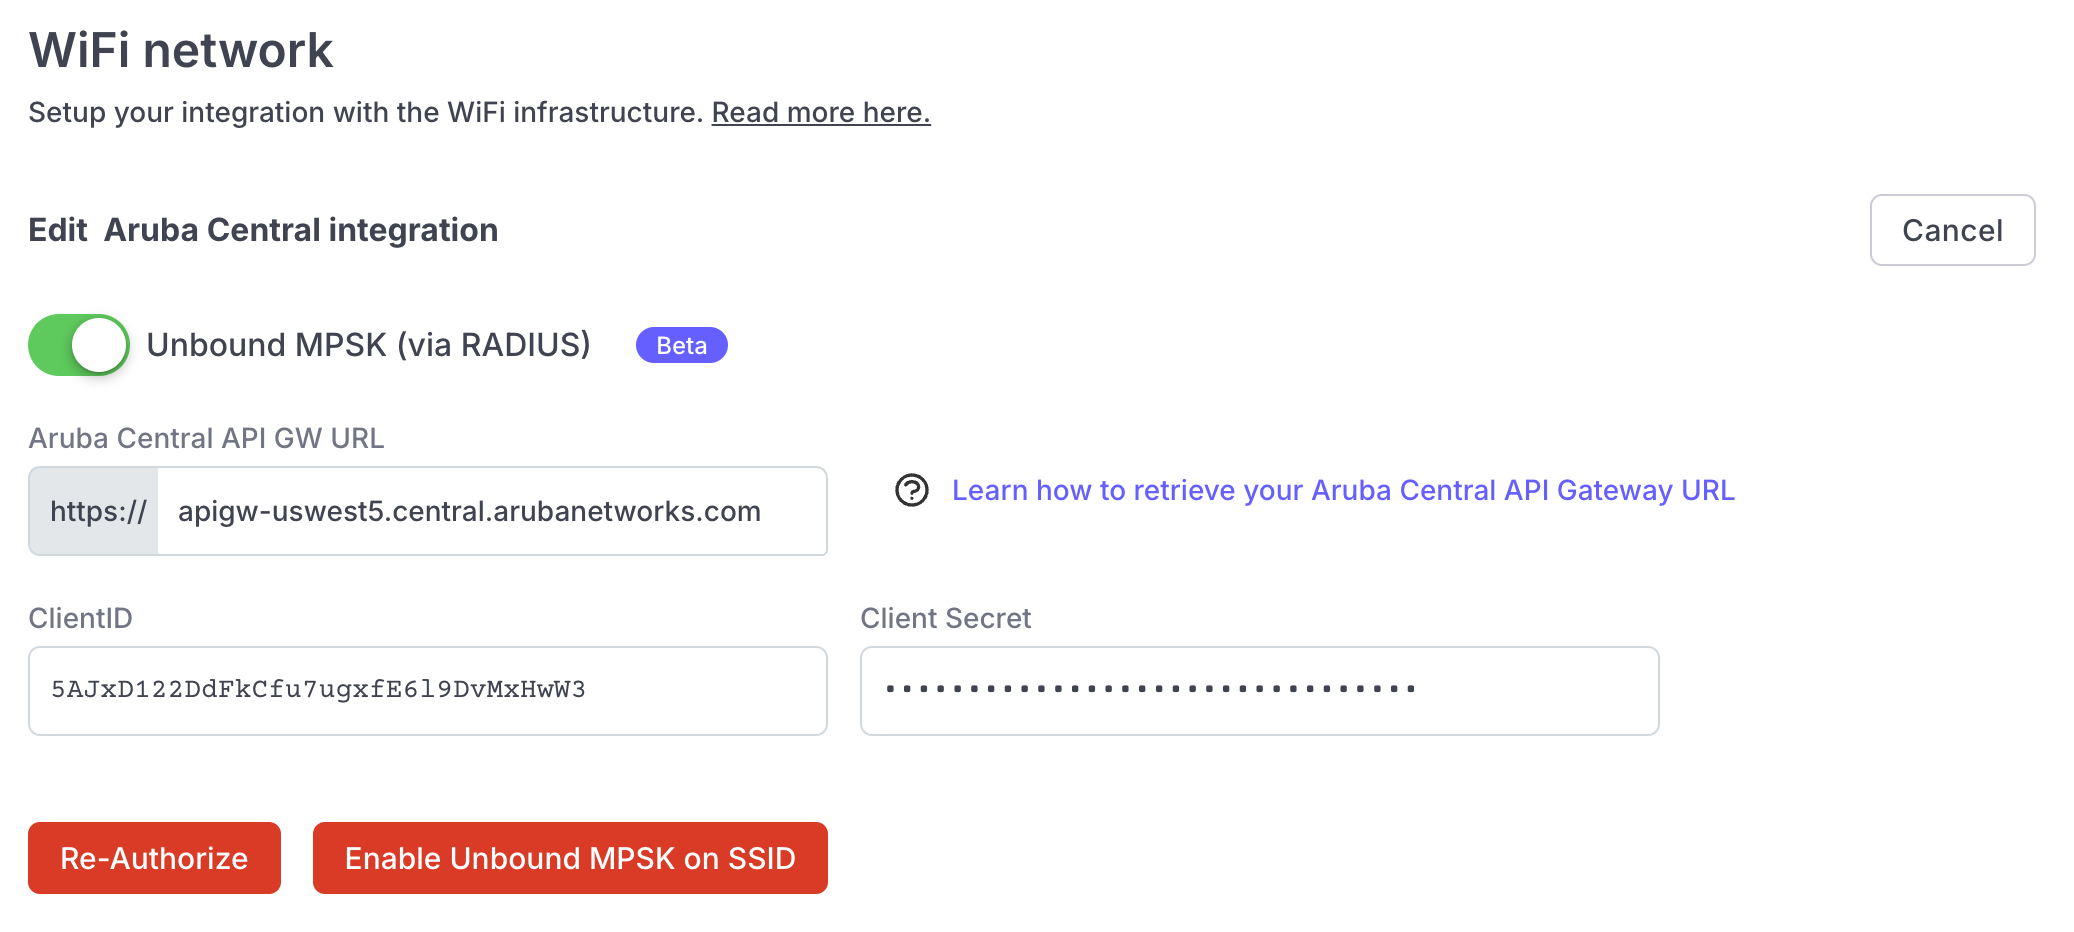 WiFi network
Setup your integration with the WiFi infrastructure. Read more here.
Edit Aruba Central integration
Cancel
Unbound MPSK (via RADIUS)
Beta
Aruba Central API GW URL
https:// apigw-uswest5.central.arubanetworks.com
Learn how to retrieve your Aruba Central API Gateway URL
ClientID
Client Secret
5AJxD122DdFkCfu7ugxfE6l9DvMxHwW3
································
Re-Authorize
Enable Unbound MPSK on SSID